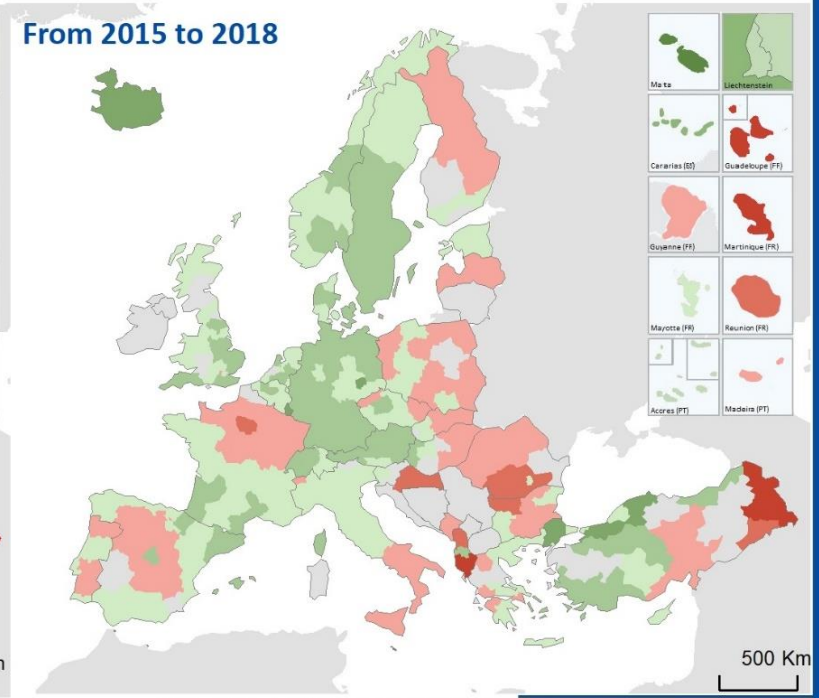 From 2015 to 2018
Malta
Liechtenstein
Canarias (ES)
Guadeloupe (FR)
Guyanne (FR)
Martinique (FR)
Mayotte (FR)
Reunion (FR)
Acores (PT)
Madeira (PT)
500 Km